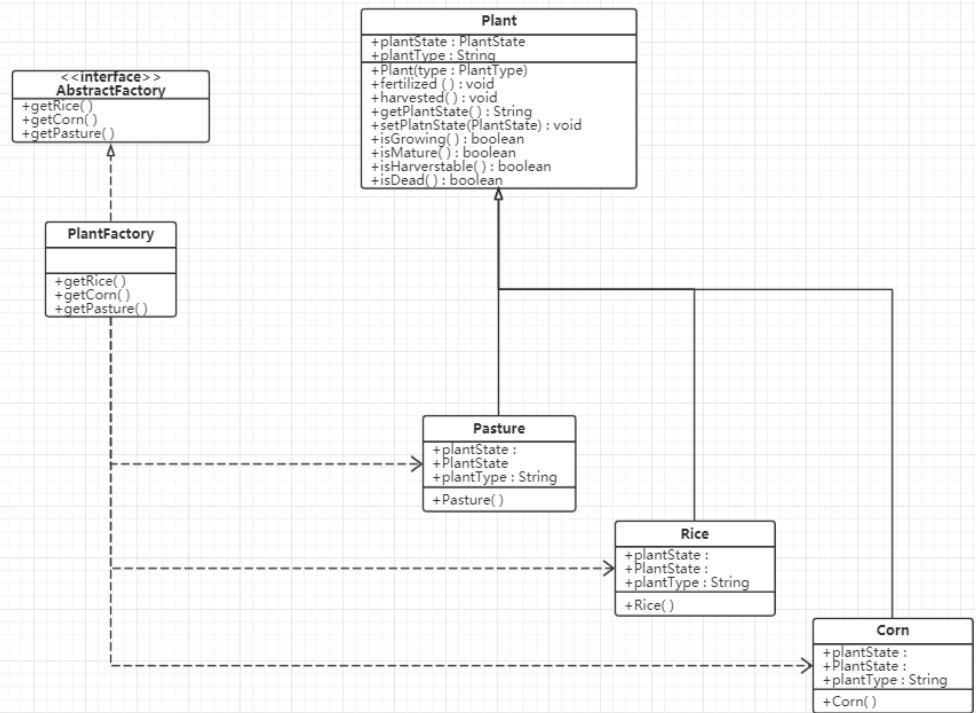 Plant
+plantState : PlantState
+plantType : String
+Plant(type : PlantType)
+fertilized ( ) : void
+harvested( ) : void
+getPlantState( ) : String
+setPlatnState(PlantState) : void
+isGrowing( ) : boolean
+isMature( ) : boolean
+isHarverstable( ) : boolean
+isDead( ) : boolean
<<interface>>
AbstractFactory
+getRice( )
+getCorn( )
+getPasture( )
PlantFactory
+getRice( )
+getCorn( )
+getPasture( )
Pasture
+plantState :
+PlantState
+plantType : String
+Pasture( )
Rice
+plantState :
+PlantState :
+plantType : String
+Rice( )
Corn
+plantState :
+PlantState :
+plantType : String
+Corn( )